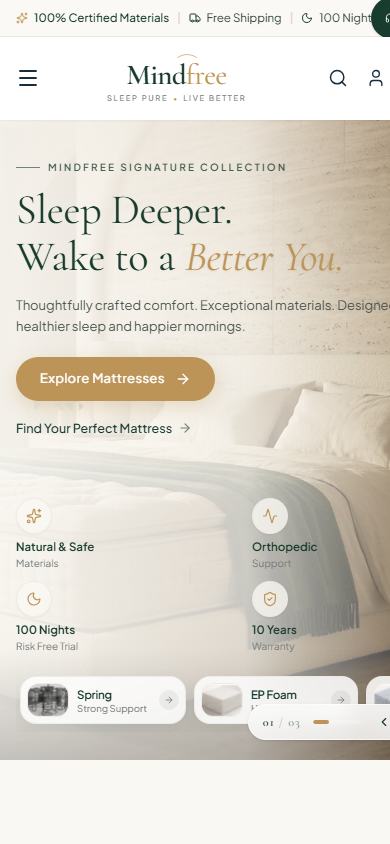 100% Certified Materials Free Shipping 100 Night
Mindfree
SLEEP PURE • LIVE BETTER
MINDFREE SIGNATURE COLLECTION
Sleep Deeper.
Wake to a Better You.
Thoughtfully crafted comfort. Exceptional materials. Designe
healthier sleep and happier mornings.
Explore Mattresses
Find Your Perfect Mattress
Natural & Safe
Materials
Orthopedic
Support
100 Nights
Risk Free Trial
10 Years
Warranty
Spring
Strong Support
EP Foam
01 / 03